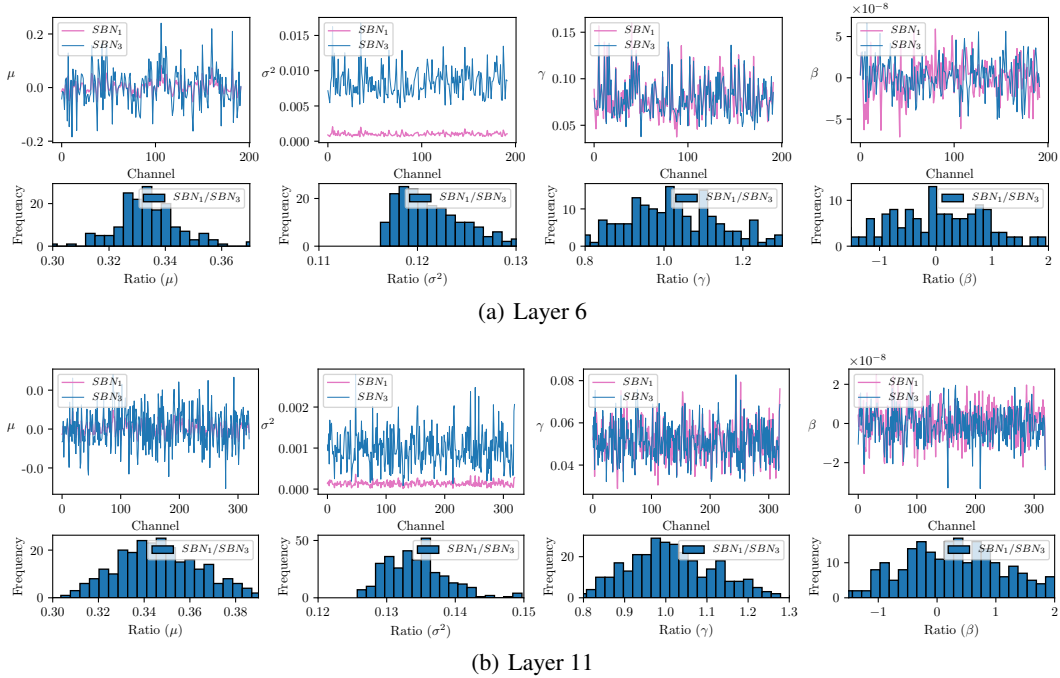 ×10⁻⁸
SBN₁
SBN₃
0.2
0.0
−0.2
μ
0
100
200
SBN₁
SBN₃
0.015
0.010
0.005
0.000
σ²
0
100
200
Channel
SBN₁
SBN₃
0.15
0.10
0.05
γ
0
100
200
SBN₁
SBN₃
5
0
−5
β
0
100
200
Channel
Frequency
20
0
SBN₁/SBN₃
0.30
0.32
0.34
0.36
Ratio (μ)
Frequency
20
0
SBN₁/SBN₃
0.11
0.12
0.13
Ratio (σ²)
Frequency
10
0
SBN₁/SBN₃
0.8
1.0
1.2
Ratio (γ)
Frequency
10
0
SBN₁/SBN₃
−1
0
1
2
Ratio (β)
(a) Layer 6
×10⁻⁸
SBN₁
SBN₃
0.0
0.0
−0.0
μ
0
100
200
300
SBN₁
SBN₃
0.002
0.001
0.000
σ²
0
100
200
300
Channel
SBN₁
SBN₃
0.08
0.06
0.04
γ
0
100
200
300
SBN₁
SBN₃
2
0
−2
β
0
100
200
300
Channel
Frequency
20
0
SBN₁/SBN₃
0.30
0.32
0.34
0.36
0.38
Ratio (μ)
Frequency
50
0
SBN₁/SBN₃
0.12
0.13
0.14
0.15
Ratio (σ²)
Frequency
20
0
SBN₁/SBN₃
0.8
0.9
1.0
1.1
1.2
1.3
Ratio (γ)
Frequency
10
0
SBN₁/SBN₃
−1
0
1
2
Ratio (β)
(b) Layer 11